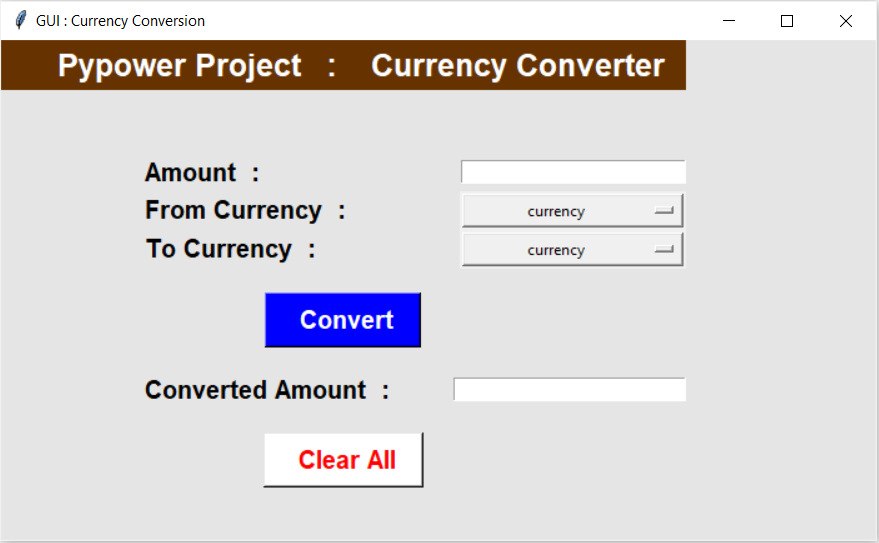 GUI : Currency Conversion
Pypower Project : Currency Converter
Amount :
From Currency : currency
To Currency : currency
Convert
Converted Amount :
Clear All